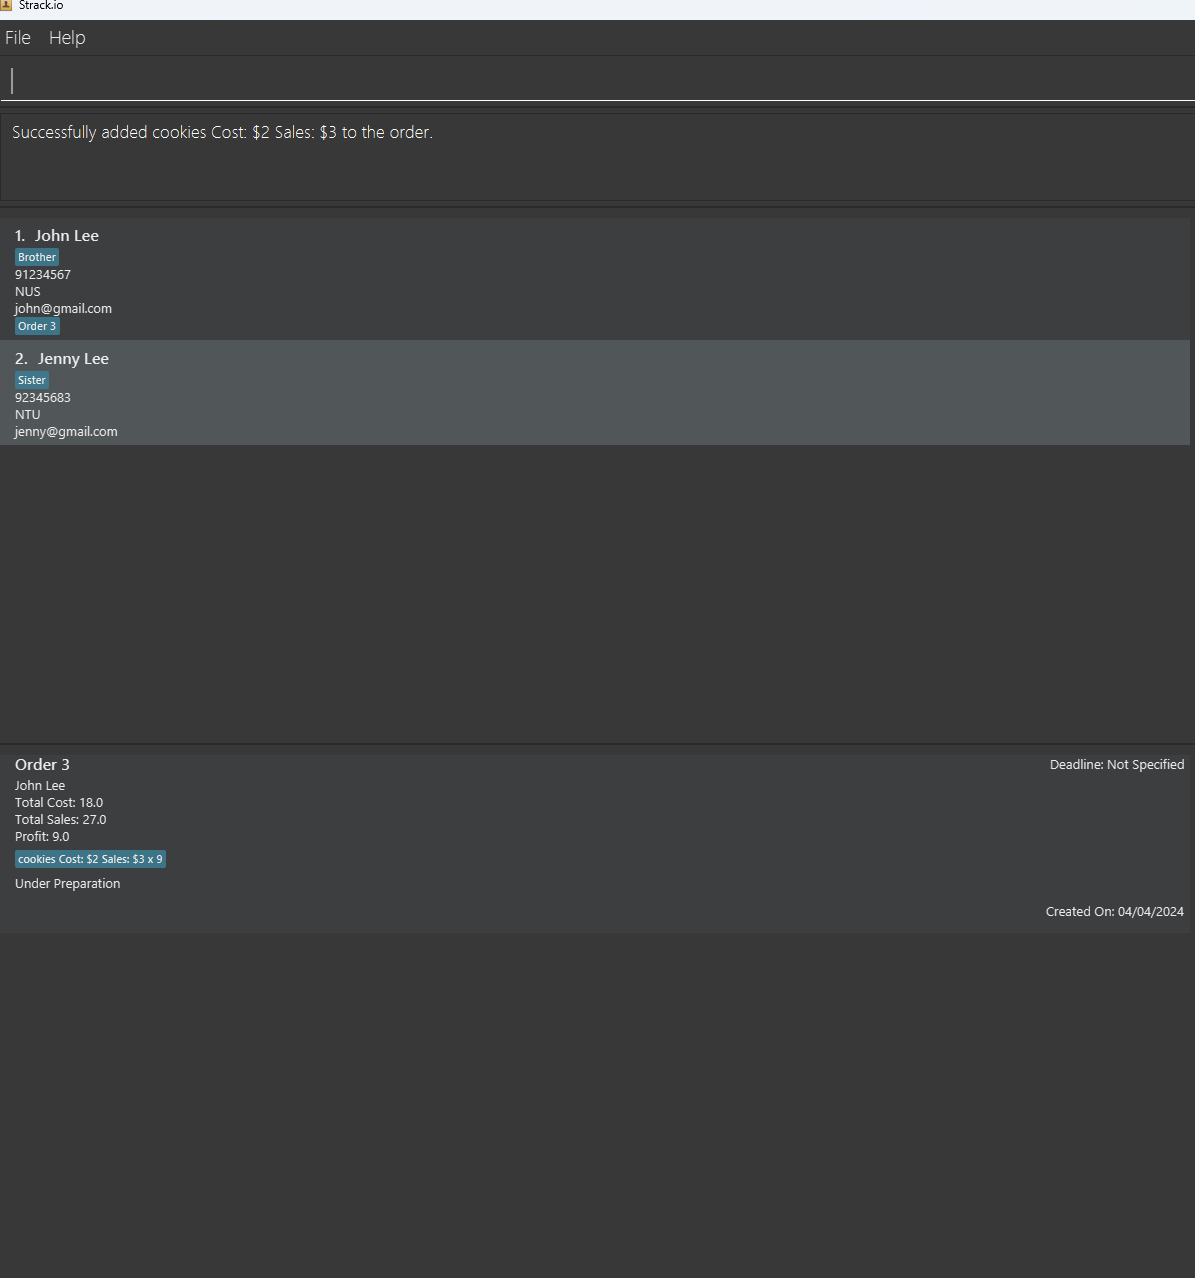 Strack.io
File Help
Successfully added cookies Cost: $2 Sales: $3 to the order.
1. John Lee
Brother
91234567
NUS
john@gmail.com
Order 3
2. Jenny Lee
Sister
92345683
NTU
jenny@gmail.com
Order 3
Deadline: Not Specified
John Lee
Total Cost: 18.0
Total Sales: 27.0
Profit: 9.0
cookies Cost: $2 Sales: $3 x 9
Under Preparation
Created On: 04/04/2024